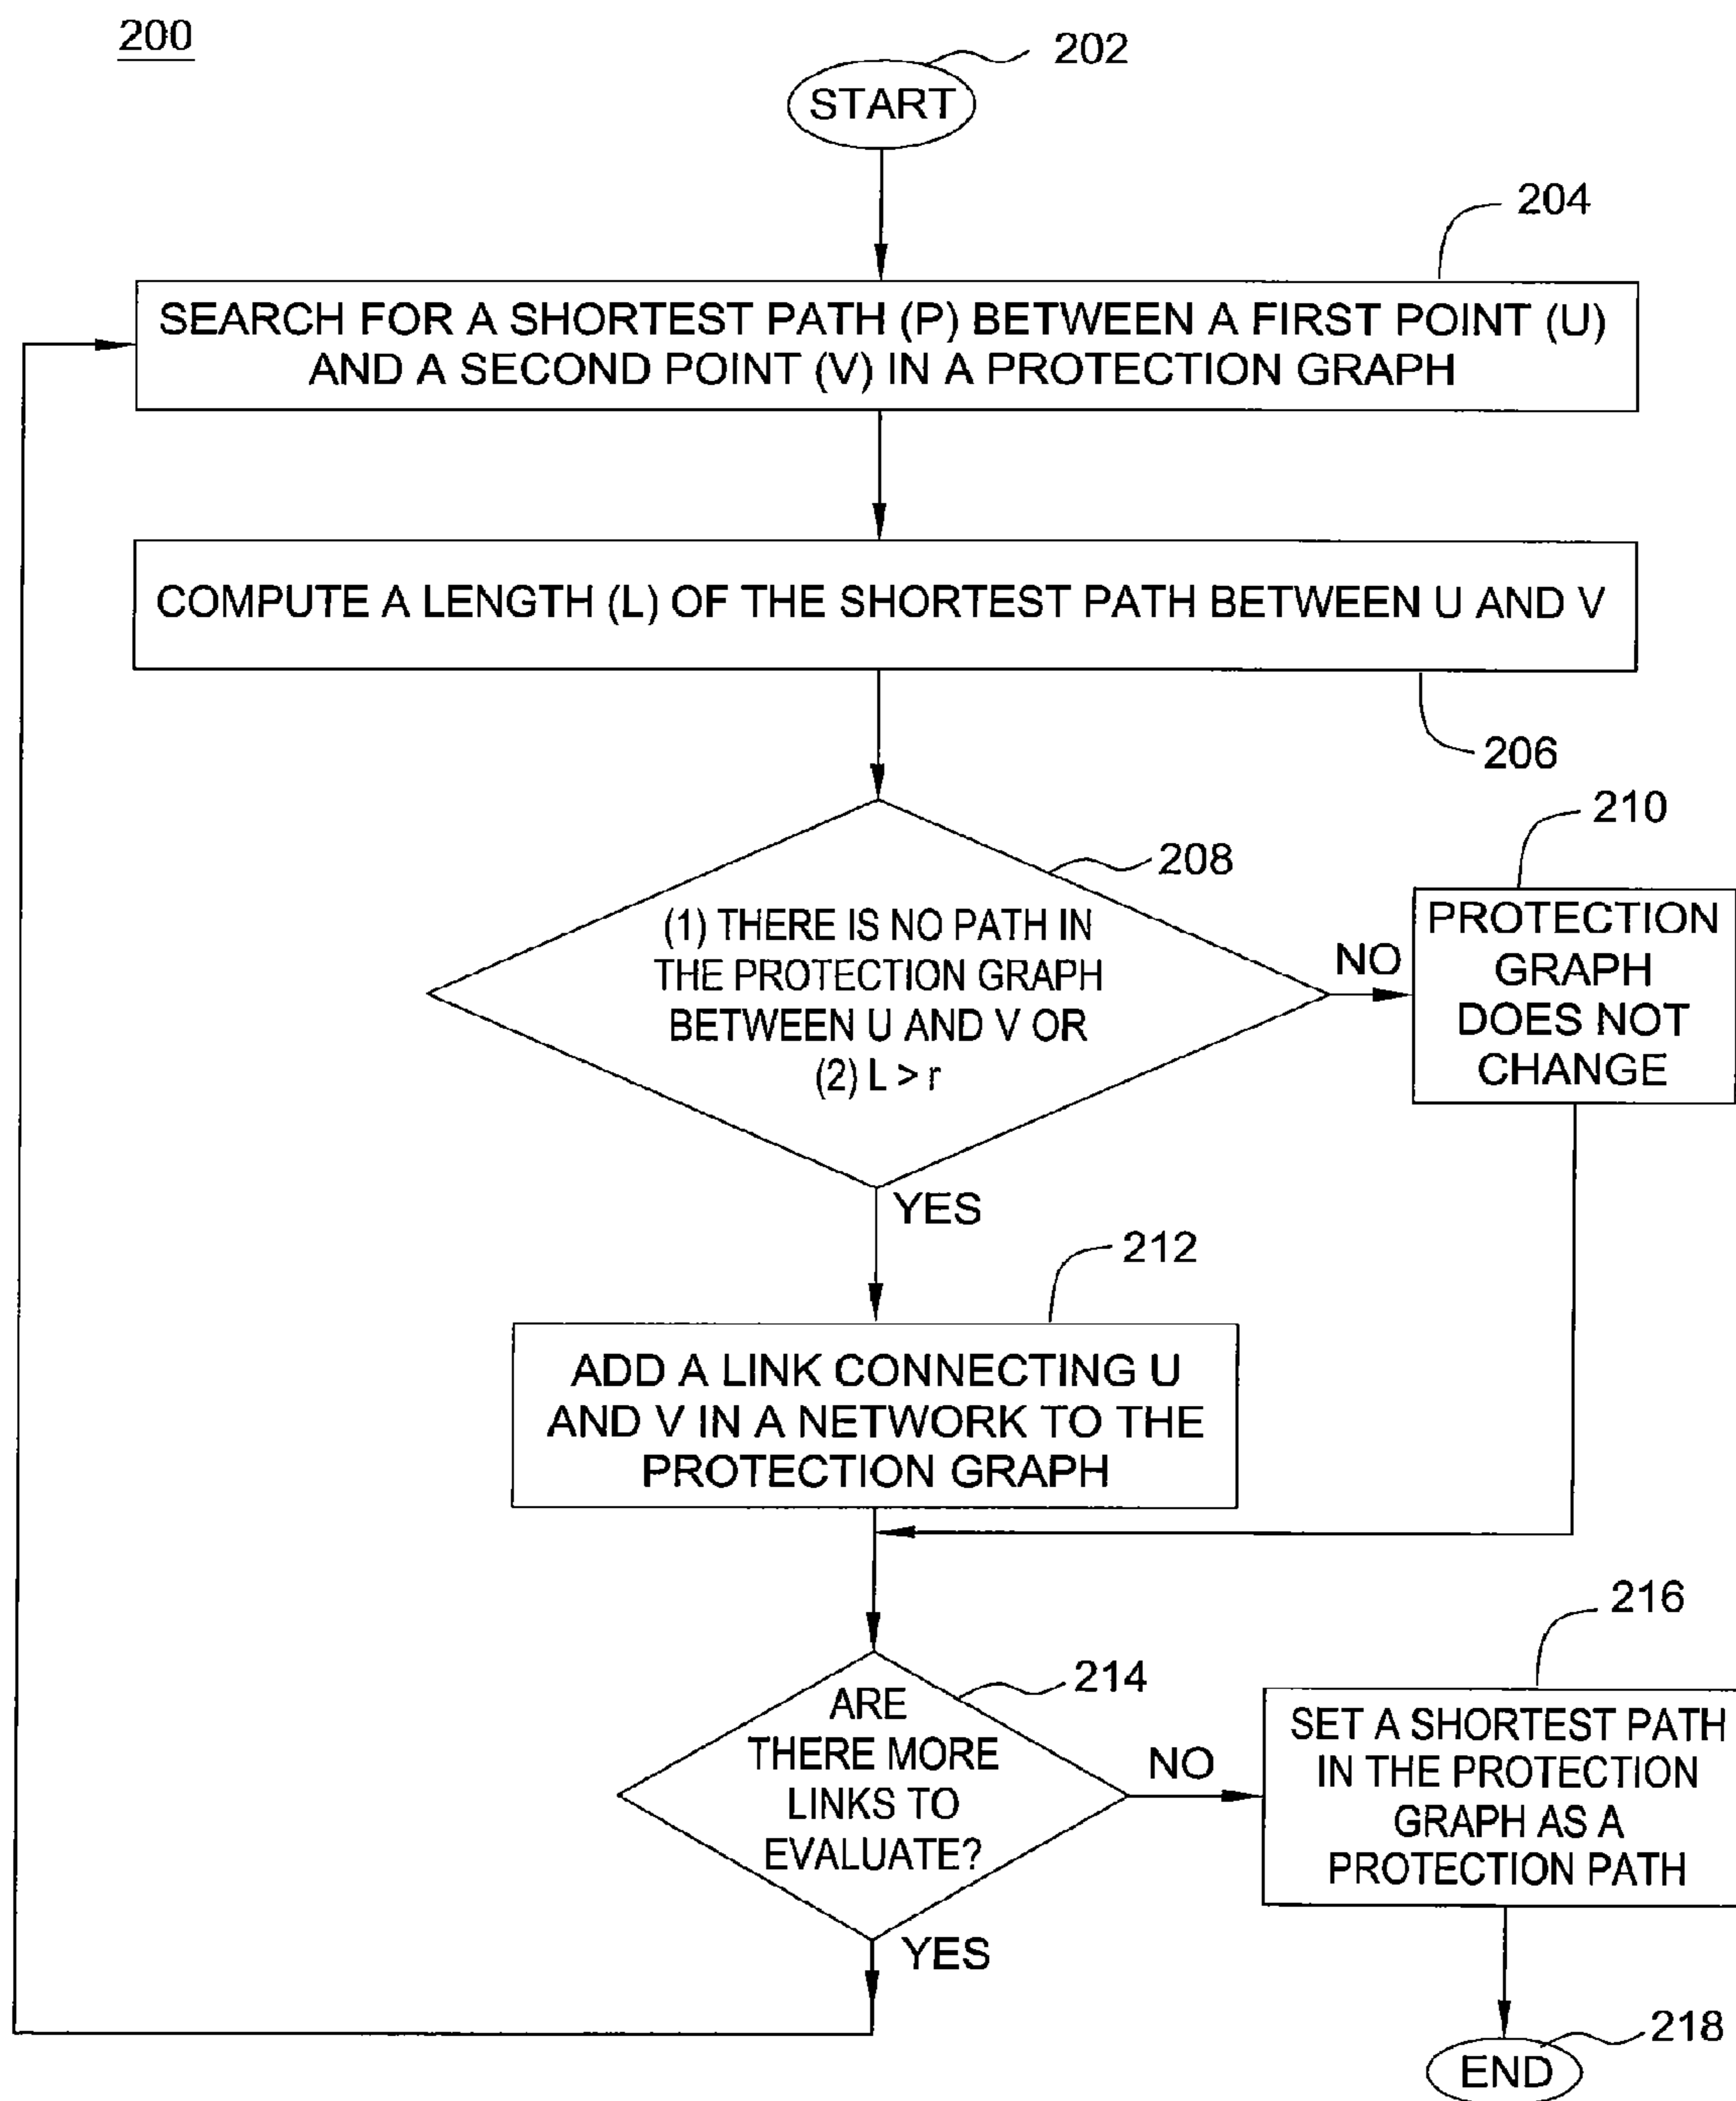 200
202
START
204
SEARCH FOR A SHORTEST PATH (P) BETWEEN A FIRST POINT (U)
AND A SECOND POINT (V) IN A PROTECTION GRAPH
COMPUTE A LENGTH (L) OF THE SHORTEST PATH BETWEEN U AND V
206
208
(1) THERE IS NO PATH IN
THE PROTECTION GRAPH
BETWEEN U AND V OR
(2) L > r
NO
210
PROTECTION
GRAPH
DOES NOT
CHANGE
YES
212
ADD A LINK CONNECTING U
AND V IN A NETWORK TO THE
PROTECTION GRAPH
214
ARE
THERE MORE
LINKS TO
EVALUATE?
NO
216
SET A SHORTEST PATH
IN THE PROTECTION
GRAPH AS A
PROTECTION PATH
YES
218
END